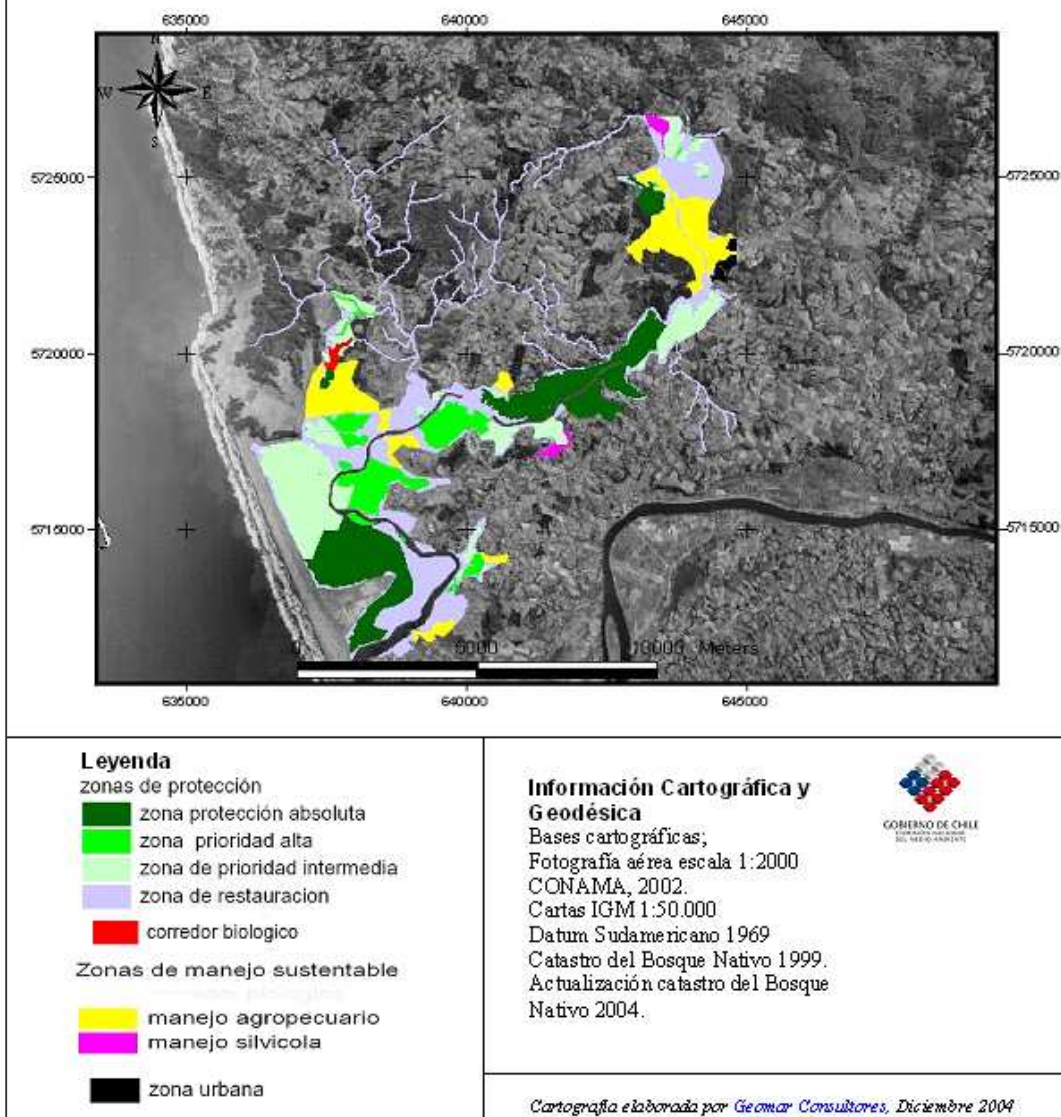 635000 640000 645000
N
W E
S
5725000 5725000
5720000 5720000
5715000 5715000
0 5000 10000 Meters
635000 640000 645000
Leyenda
zonas de protección
zona protección absoluta
zona prioridad alta
zona de prioridad intermedia
zona de restauracion
corredor biologico
Zonas de manejo sustentable
manejo agropecuario
manejo silvicola
zona urbana
Información Cartográfica y
Geodésica
Bases cartográficas;
Fotografía aérea escala 1:2000
CONAMA, 2002.
Cartas IGM 1:50.000
Datum Sudamericano 1969
Catastro del Bosque Nativo 1999.
Actualización catastro del Bosque
Nativo 2004.
GOBIERNO DE CHILE
Cartografía elaborada por Geomar Consultores, Diciembre 2004